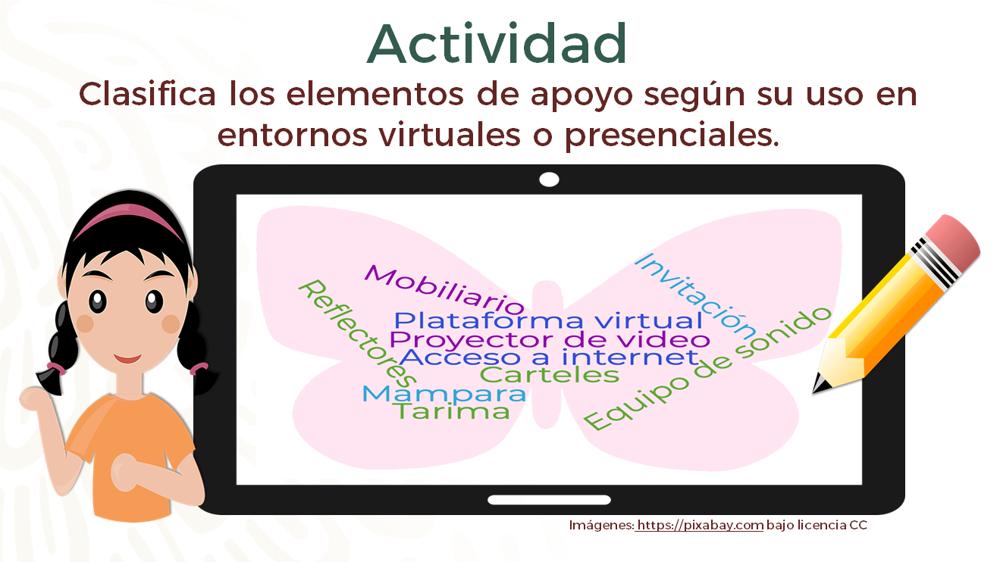 Actividad
Clasifica los elementos de apoyo según su uso en
entornos virtuales o presenciales.
Mobiliario
Invitación
Reflectores
Plataforma virtual
Proyector de video
Acceso a internet
Carteles
Equipo de sonido
Mampara
Tarima
Imágenes: https://pixabay.com bajo licencia CC